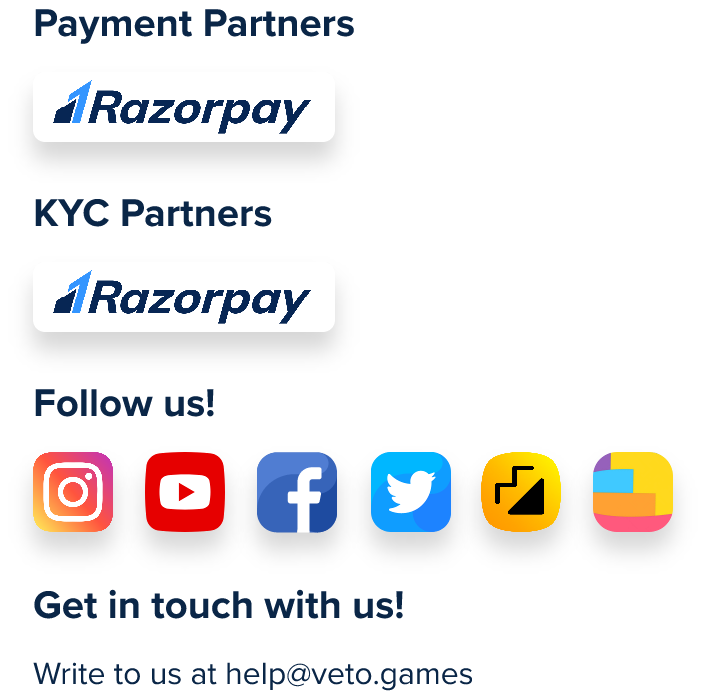 Payment Partners
Razorpay
KYC Partners
Razorpay
Follow us!
Get in touch with us!
Write to us at help@veto.games